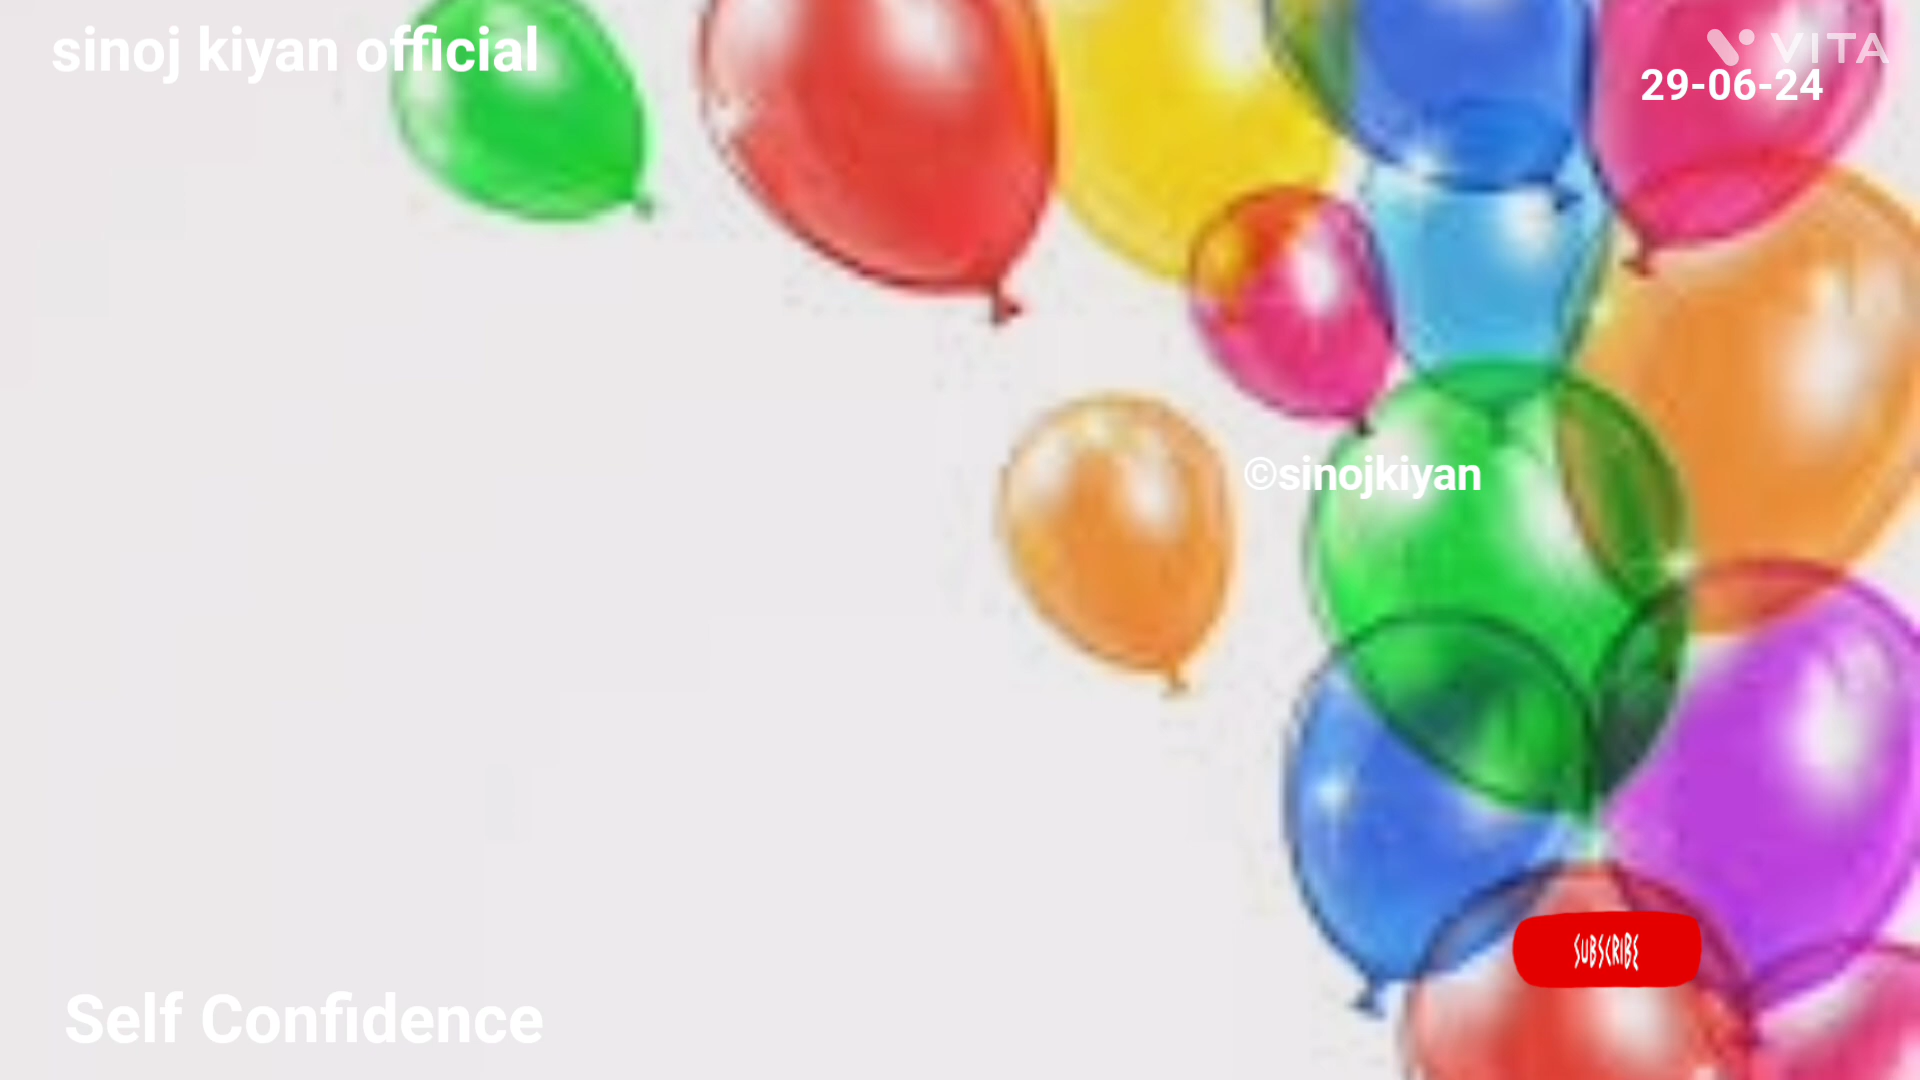 sinoj kiyan official
VITA
29-06-24
©sinojkiyan
SUBSCRIBE
Self Confidence